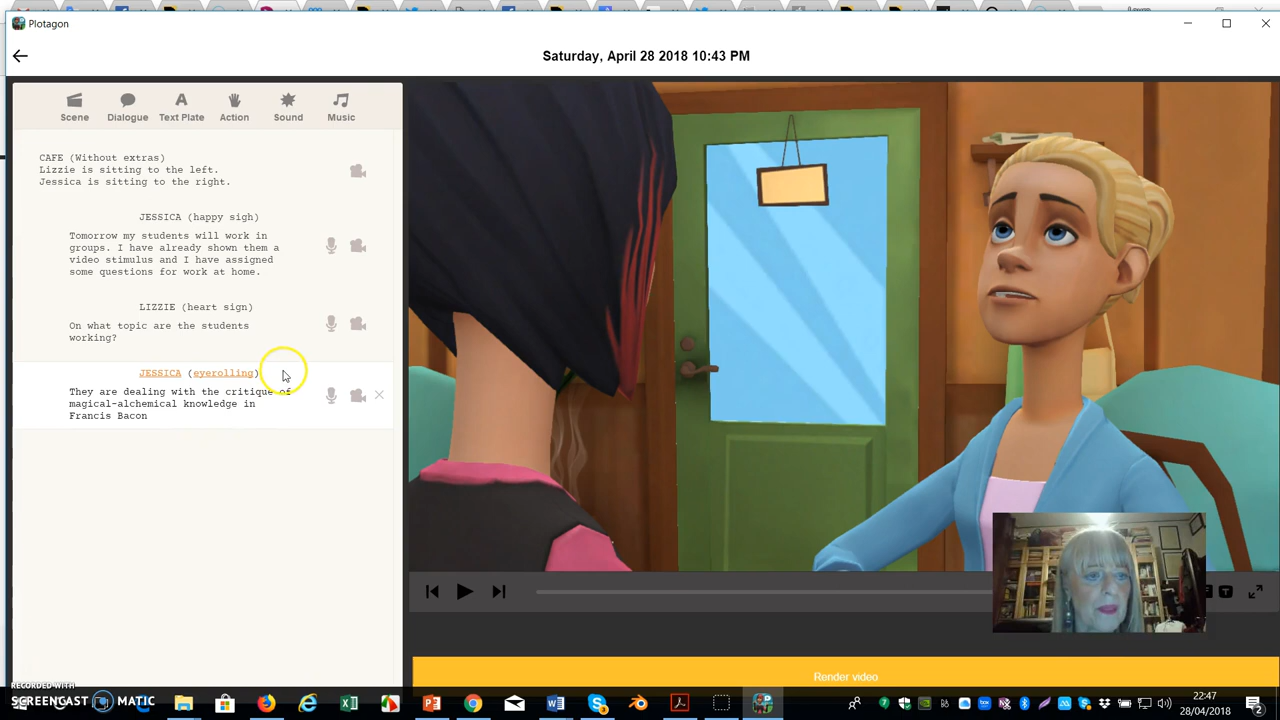 Plotagon
Saturday, April 28 2018 10:43 PM
Scene
Dialogue
Text Plate
Action
Sound
Music
CAFE (Without extras)
Lizzie is sitting to the left.
Jessica is sitting to the right.
JESSICA (happy sigh)
Tomorrow my students will work in
groups. I have already shown them a
video stimulus and I have assigned
some questions for work at home.
LIZZIE (heart sign)
On what topic are the students
working?
JESSICA (eyerolling)
They are dealing with the critique of
magical-alchemical knowledge in
Francis Bacon
Render video
RECORDED WITH
SCREENCAST MATIC
22:47
28/04/2018